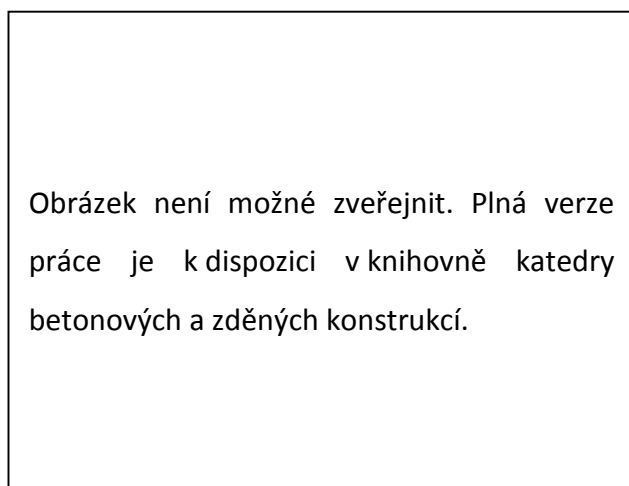 Obrázek není možné zveřejnit. Plná verze
práce je k dispozici v knihovně katedry
betonových a zděných konstrukcí.